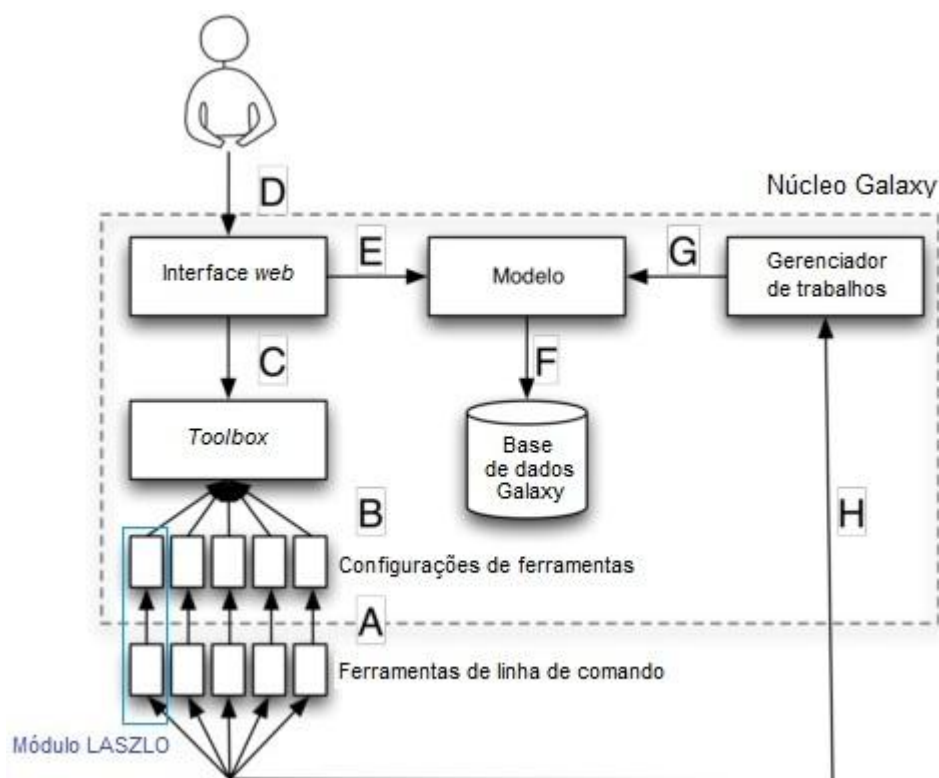 Núcleo Galaxy
D
Interface web
E
Modelo
G
Gerenciador
de trabalhos
C
F
Toolbox
Base
de dados
Galaxy
B
H
Configurações de ferramentas
A
Ferramentas de linha de comando
Módulo LASZLO